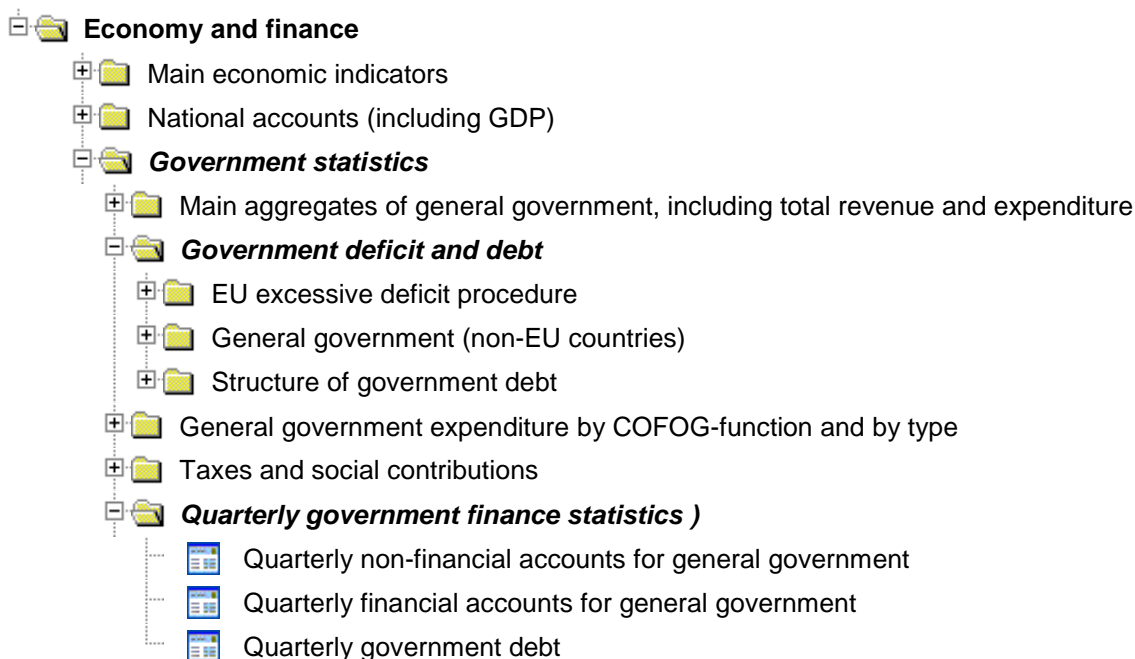 Economy and finance
Main economic indicators
National accounts (including GDP)
Government statistics
Main aggregates of general government, including total revenue and expenditure
Government deficit and debt
EU excessive deficit procedure
General government (non-EU countries)
Structure of government debt
General government expenditure by COFOG-function and by type
Taxes and social contributions
Quarterly government finance statistics )
Quarterly non-financial accounts for general government
Quarterly financial accounts for general government
Quarterly government debt